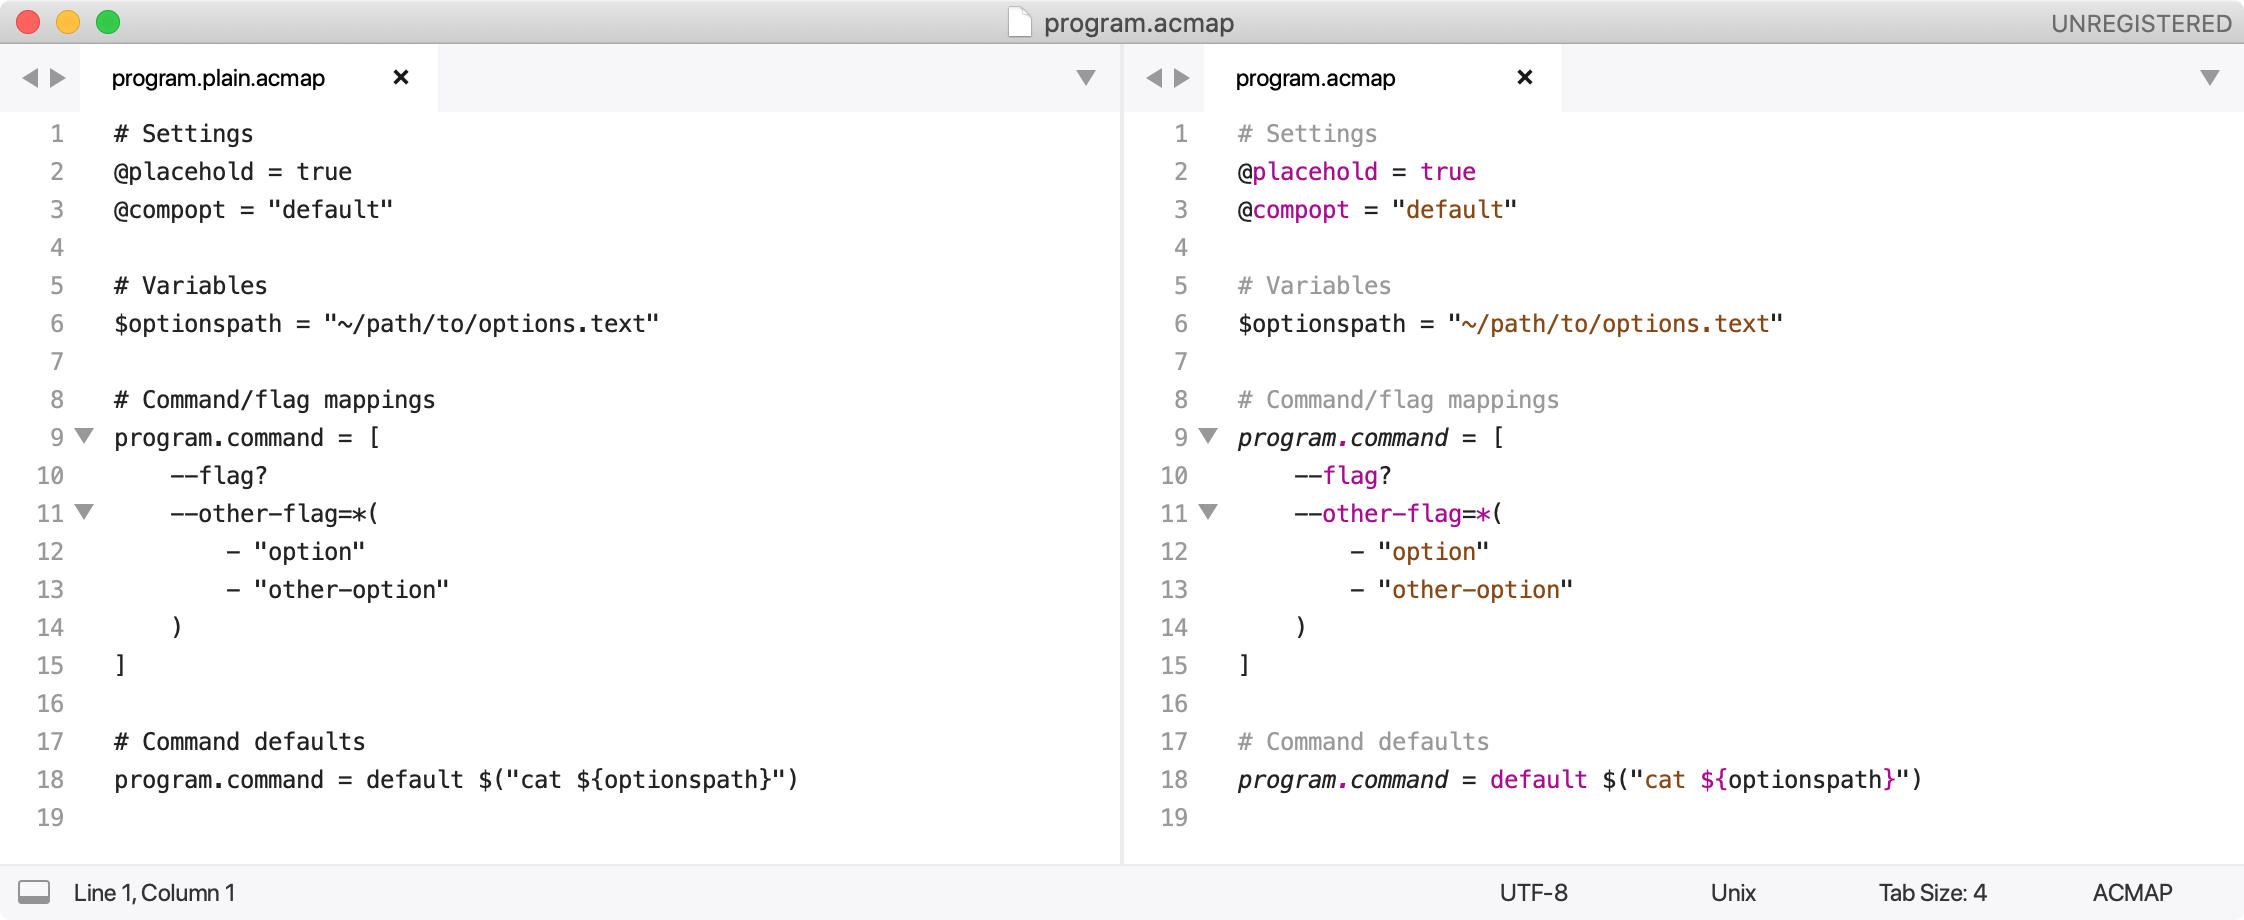 program.acmap
UNREGISTERED
program.plain.acmap ×
1 # Settings
2 @placehold = true
3 @compopt = "default"
4
5 # Variables
6 $optionspath = "~/path/to/options.text"
7
8 # Command/flag mappings
9 program.command = [
10     --flag?
11     --other-flag=*(
12         - "option"
13         - "other-option"
14     )
15 ]
16
17 # Command defaults
18 program.command = default $("cat ${optionspath}")
19
program.acmap ×
1 # Settings
2 @placehold = true
3 @compopt = "default"
4
5 # Variables
6 $optionspath = "~/path/to/options.text"
7
8 # Command/flag mappings
9 program.command = [
10     --flag?
11     --other-flag=*(
12         - "option"
13         - "other-option"
14     )
15 ]
16
17 # Command defaults
18 program.command = default $("cat ${optionspath}")
19
Line 1, Column 1
UTF-8
Unix
Tab Size: 4
ACMAP